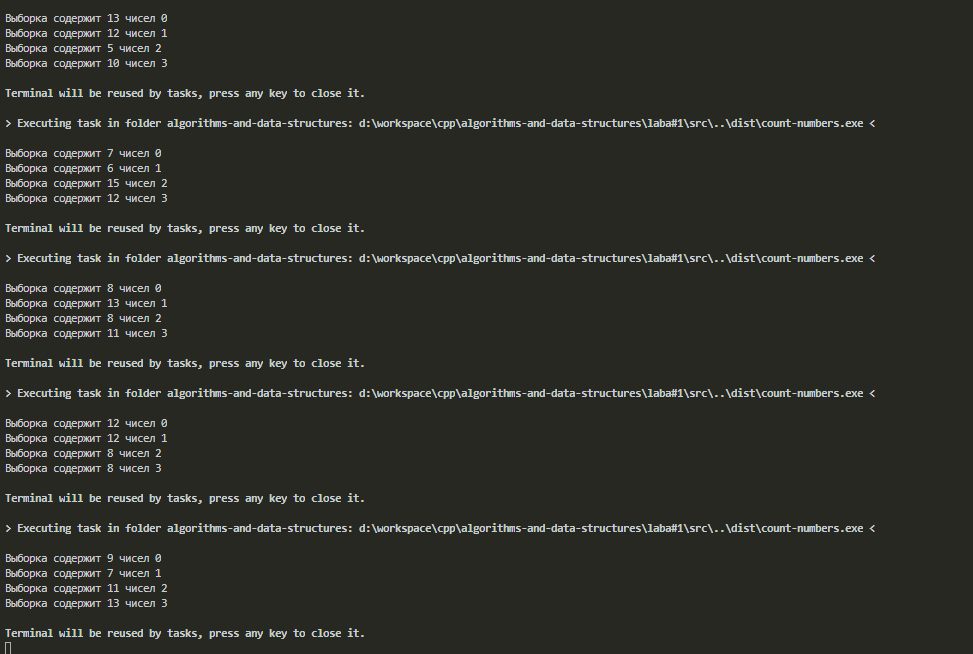 Выборка содержит 13 чисел 0
Выборка содержит 12 чисел 1
Выборка содержит 5 чисел 2
Выборка содержит 10 чисел 3
Terminal will be reused by tasks, press any key to close it.
> Executing task in folder algorithms-and-data-structures: d:\workspace\cpp\algorithms-and-data-structures\laba#1\src\..\dist\count-numbers.exe <
Выборка содержит 7 чисел 0
Выборка содержит 6 чисел 1
Выборка содержит 15 чисел 2
Выборка содержит 12 чисел 3
Terminal will be reused by tasks, press any key to close it.
> Executing task in folder algorithms-and-data-structures: d:\workspace\cpp\algorithms-and-data-structures\laba#1\src\..\dist\count-numbers.exe <
Выборка содержит 8 чисел 0
Выборка содержит 13 чисел 1
Выборка содержит 8 чисел 2
Выборка содержит 11 чисел 3
Terminal will be reused by tasks, press any key to close it.
> Executing task in folder algorithms-and-data-structures: d:\workspace\cpp\algorithms-and-data-structures\laba#1\src\..\dist\count-numbers.exe <
Выборка содержит 12 чисел 0
Выборка содержит 12 чисел 1
Выборка содержит 8 чисел 2
Выборка содержит 8 чисел 3
Terminal will be reused by tasks, press any key to close it.
> Executing task in folder algorithms-and-data-structures: d:\workspace\cpp\algorithms-and-data-structures\laba#1\src\..\dist\count-numbers.exe <
Выборка содержит 9 чисел 0
Выборка содержит 7 чисел 1
Выборка содержит 11 чисел 2
Выборка содержит 13 чисел 3
Terminal will be reused by tasks, press any key to close it.